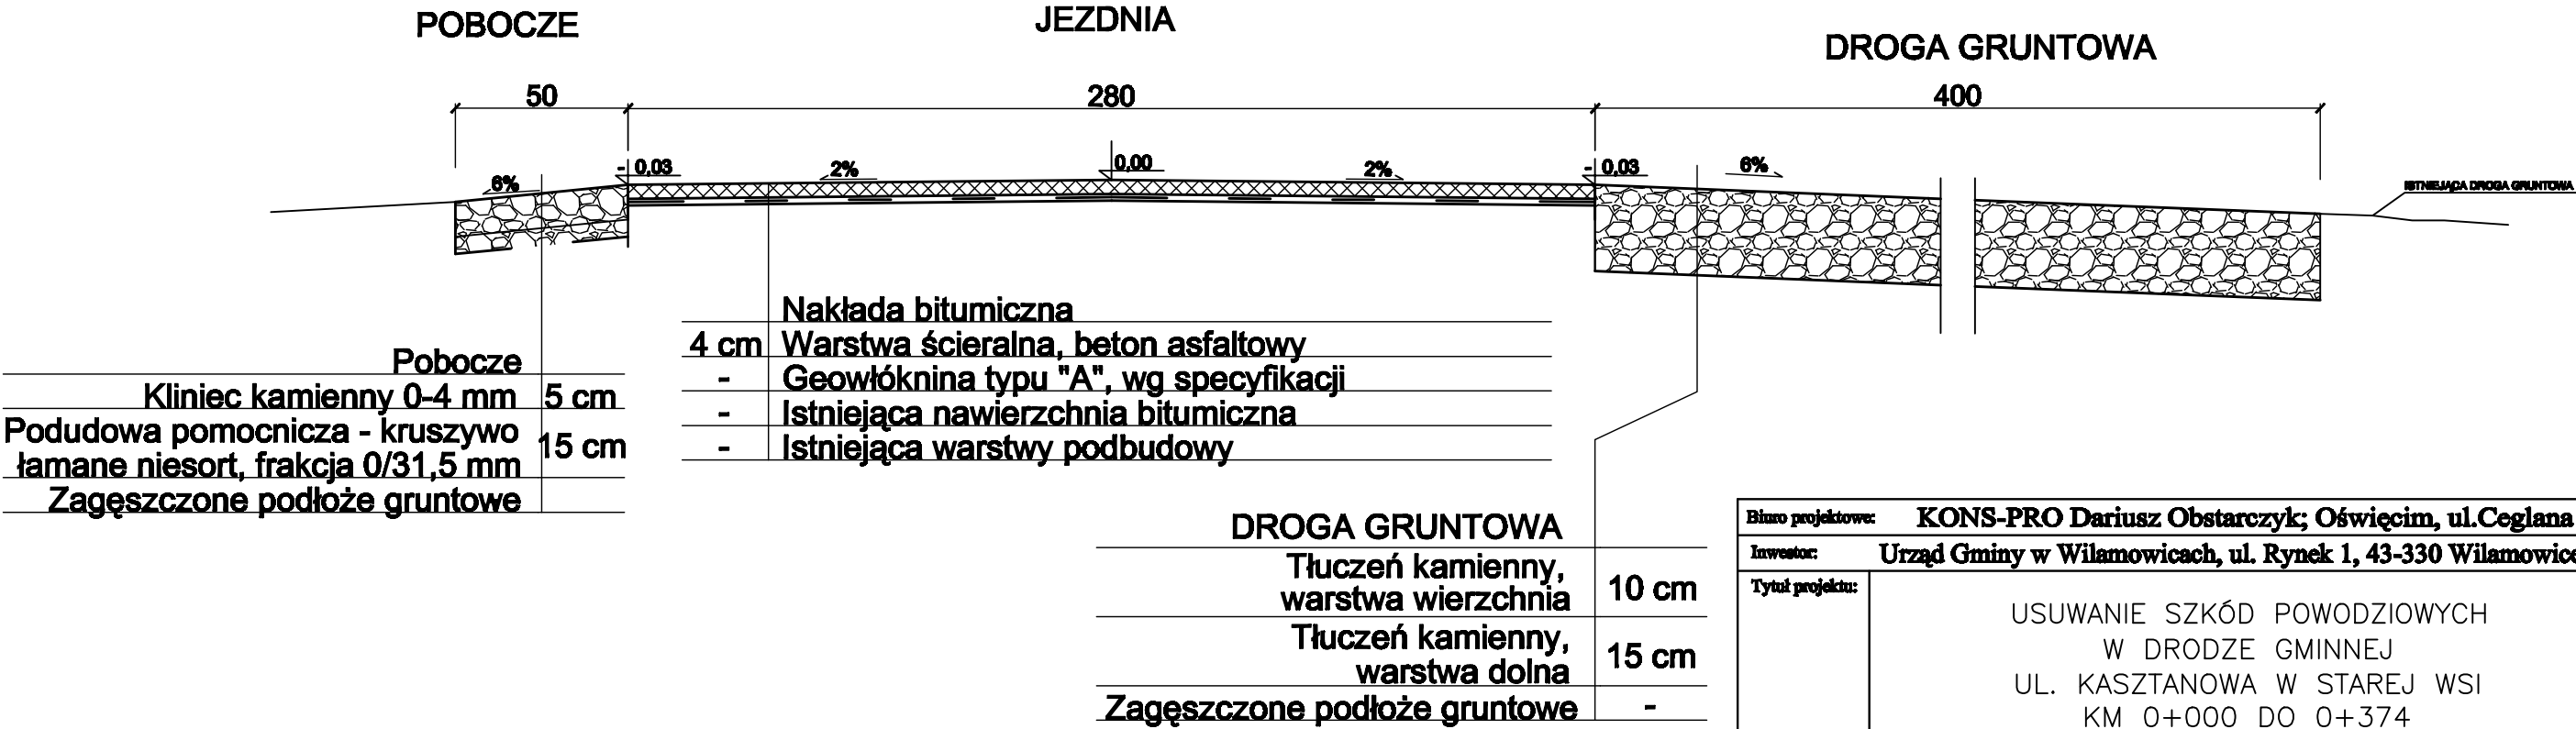 POBOCZE
JEZDNIA
DROGA GRUNTOWA
50
280
400
- 0,03
2%
0,00
2%
- 0,03
6%
6%
ISTNIEJĄCA DROGA GRUNTOWA
Nakłada bitumiczna
4 cm Warstwa ścieralna, beton asfaltowy
- Geowłóknina typu "A", wg specyfikacji
- Istniejąca nawierzchnia bitumiczna
- Istniejąca warstwy podbudowy
Pobocze
Kliniec kamienny 0-4 mm 5 cm
Podudowa pomocnicza - kruszywo
łamane niesort, frakcja 0/31,5 mm 15 cm
Zagęszczone podłoże gruntowe
DROGA GRUNTOWA
Tłuczeń kamienny,
warstwa wierzchnia 10 cm
Tłuczeń kamienny,
warstwa dolna 15 cm
Zagęszczone podłoże gruntowe -
Biuro projektowe: KONS-PRO Dariusz Obstarczyk; Oświęcim, ul.Ceglana
Inwestor: Urząd Gminy w Wilamowicach, ul. Rynek 1, 43-330 Wilamowice
Tytuł projektu:
USUWANIE SZKÓD POWODZIOWYCH
W DRODZE GMINNEJ
UL. KASZTANOWA W STAREJ WSI
KM 0+000 DO 0+374